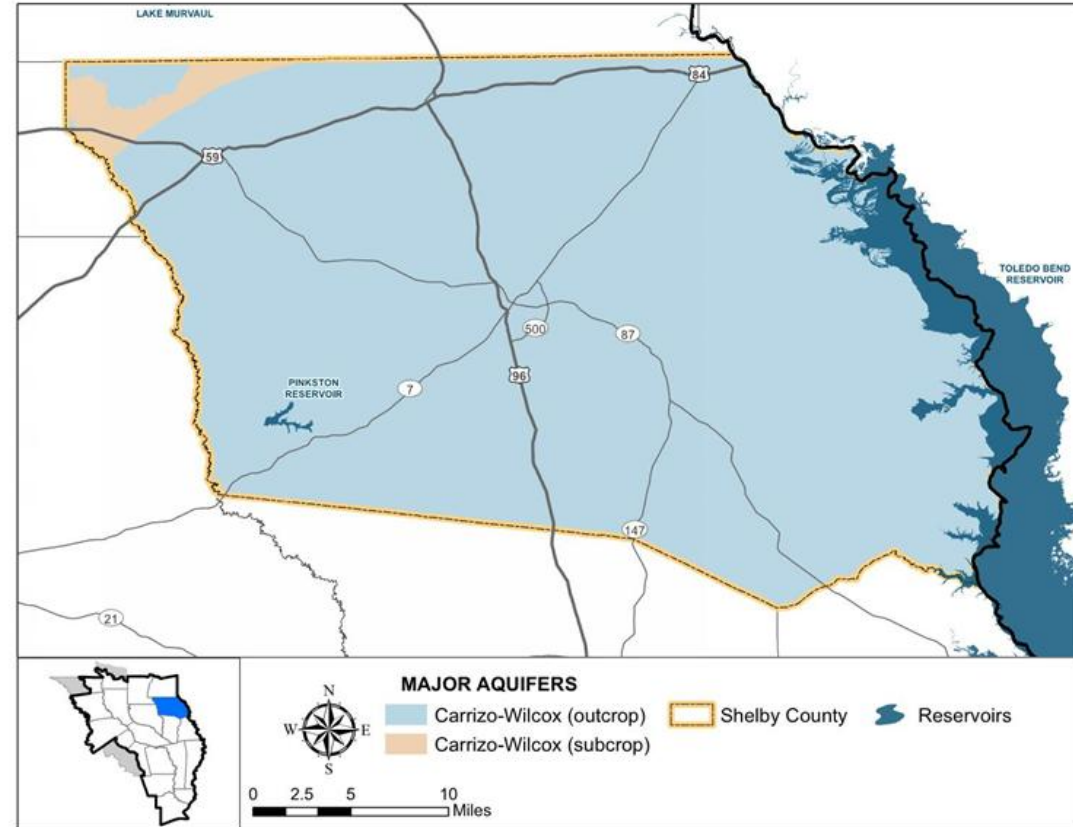 LAKE MURVAUL
84
59
TOLEDO BEND
RESERVOIR
500
87
96
PINKSTON
RESERVOIR
7
147
21
MAJOR AQUIFERS
Carrizo-Wilcox (outcrop)
Carrizo-Wilcox (subcrop)
Shelby County
Reservoirs
N
W
E
S
0 2.5 5 10
Miles